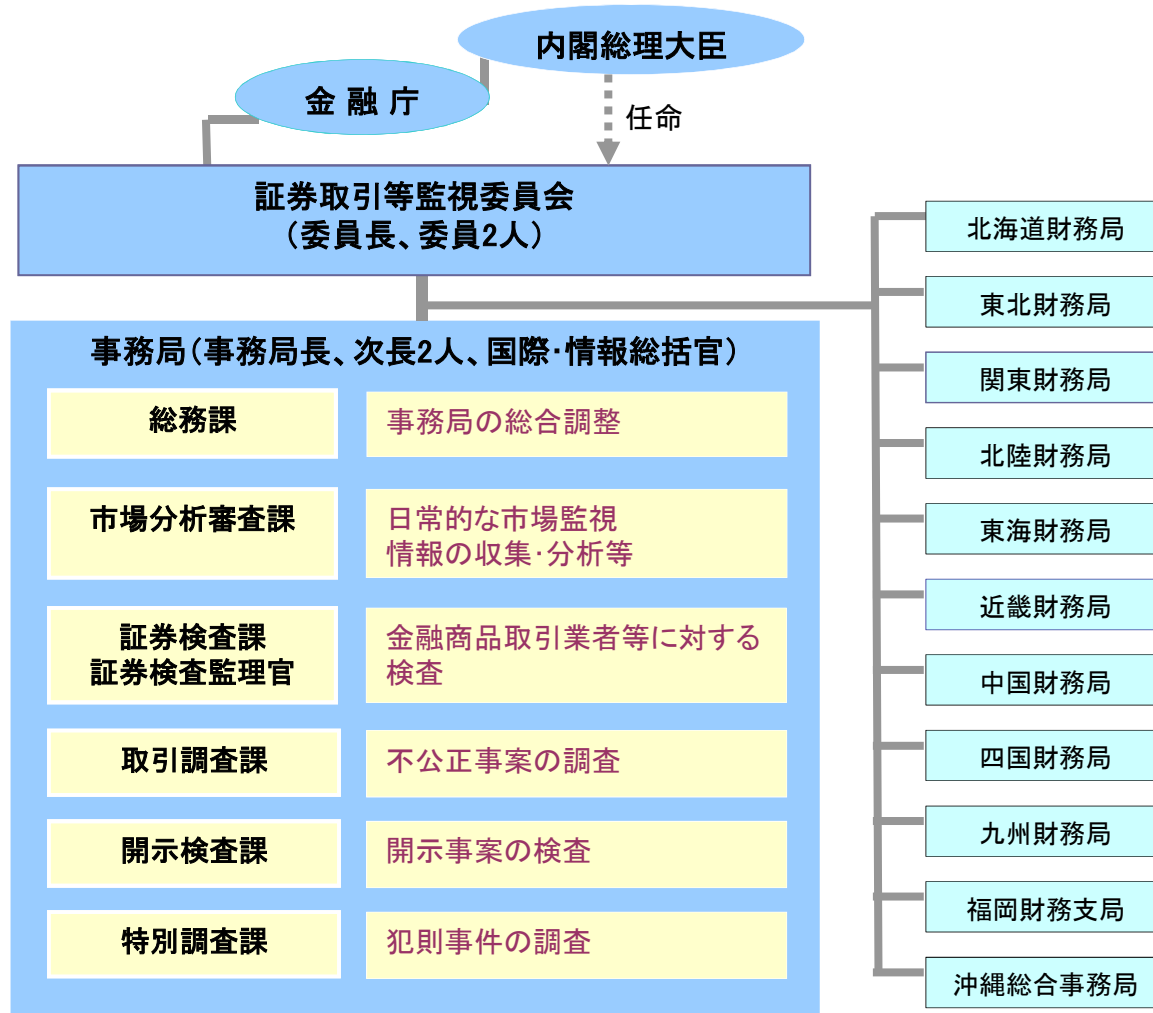 内閣総理大臣
金融庁
任命
証券取引等監視委員会
(委員長、委員2人)
事務局(事務局長、次長2人、国際・情報総括官)
総務課
事務局の総合調整
市場分析審査課
日常的な市場監視
情報の収集・分析等
証券検査課
証券検査監理官
金融商品取引業者等に対する
検査
取引調査課
不公正事案の調査
開示検査課
開示事案の検査
特別調査課
犯則事件の調査
北海道財務局
東北財務局
関東財務局
北陸財務局
東海財務局
近畿財務局
中国財務局
四国財務局
九州財務局
福岡財務支局
沖縄総合事務局